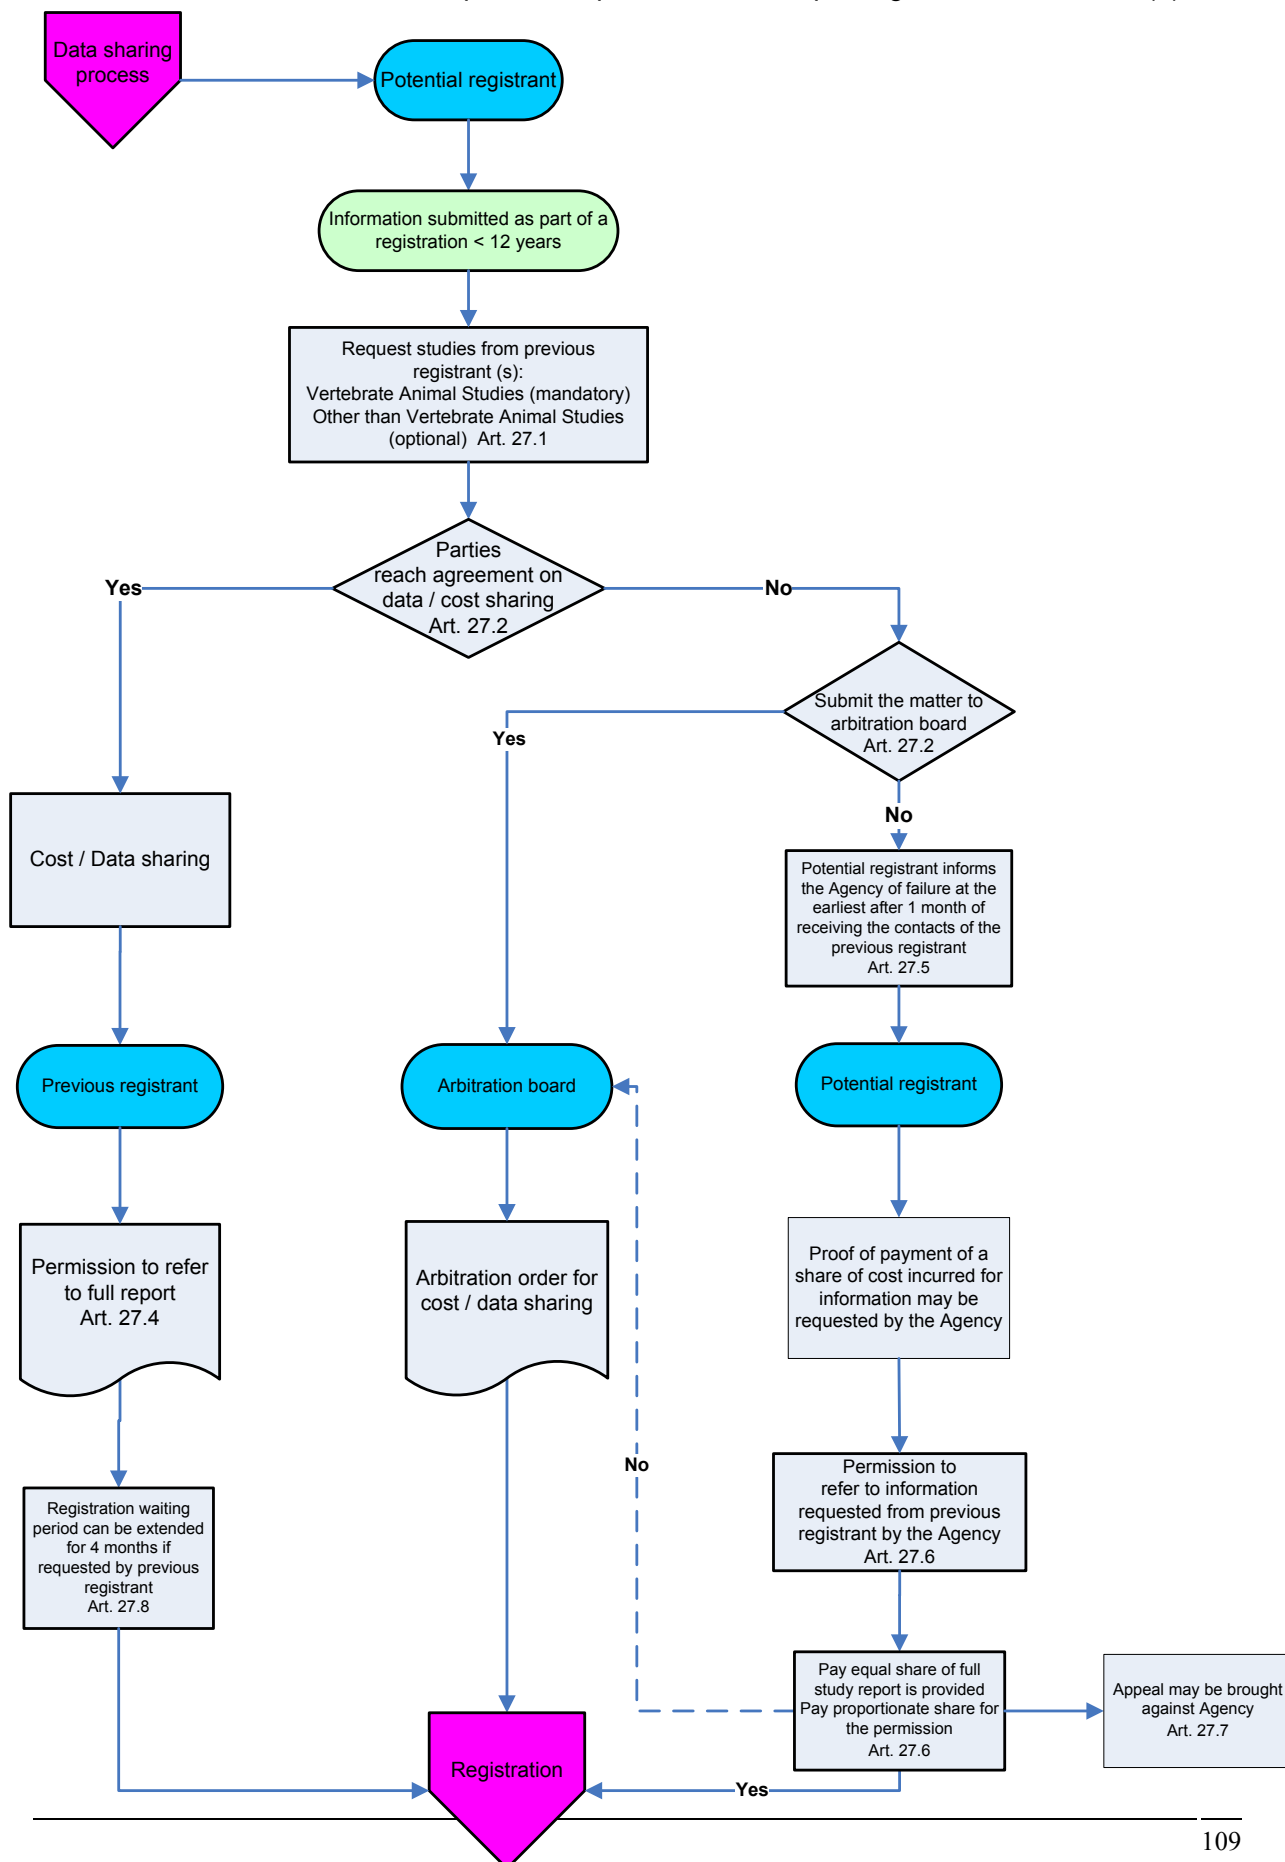 Data sharing
process
Potential registrant
Information submitted as part of a
registration < 12 years
Request studies from previous
registrant (s):
Vertebrate Animal Studies (mandatory)
Other than Vertebrate Animal Studies
(optional) Art. 27.1
Parties
reach agreement on
data / cost sharing
Art. 27.2
Yes
No
Submit the matter to
arbitration board
Art. 27.2
Yes
No
Cost / Data sharing
Potential registrant informs
the Agency of failure at the
earliest after 1 month of
receiving the contacts of the
previous registrant
Art. 27.5
Previous registrant
Arbitration board
Potential registrant
Permission to refer
to full report
Art. 27.4
Arbitration order for
cost / data sharing
Proof of payment of a
share of cost incurred for
information may be
requested by the Agency
No
Permission to
refer to information
requested from previous
registrant by the Agency
Art. 27.6
Registration waiting
period can be extended
for 4 months if
requested by previous
registrant
Art. 27.8
Pay equal share of full
study report is provided
Pay proportionate share for
the permission
Art. 27.6
Appeal may be brought
against Agency
Art. 27.7
Registration
Yes
109